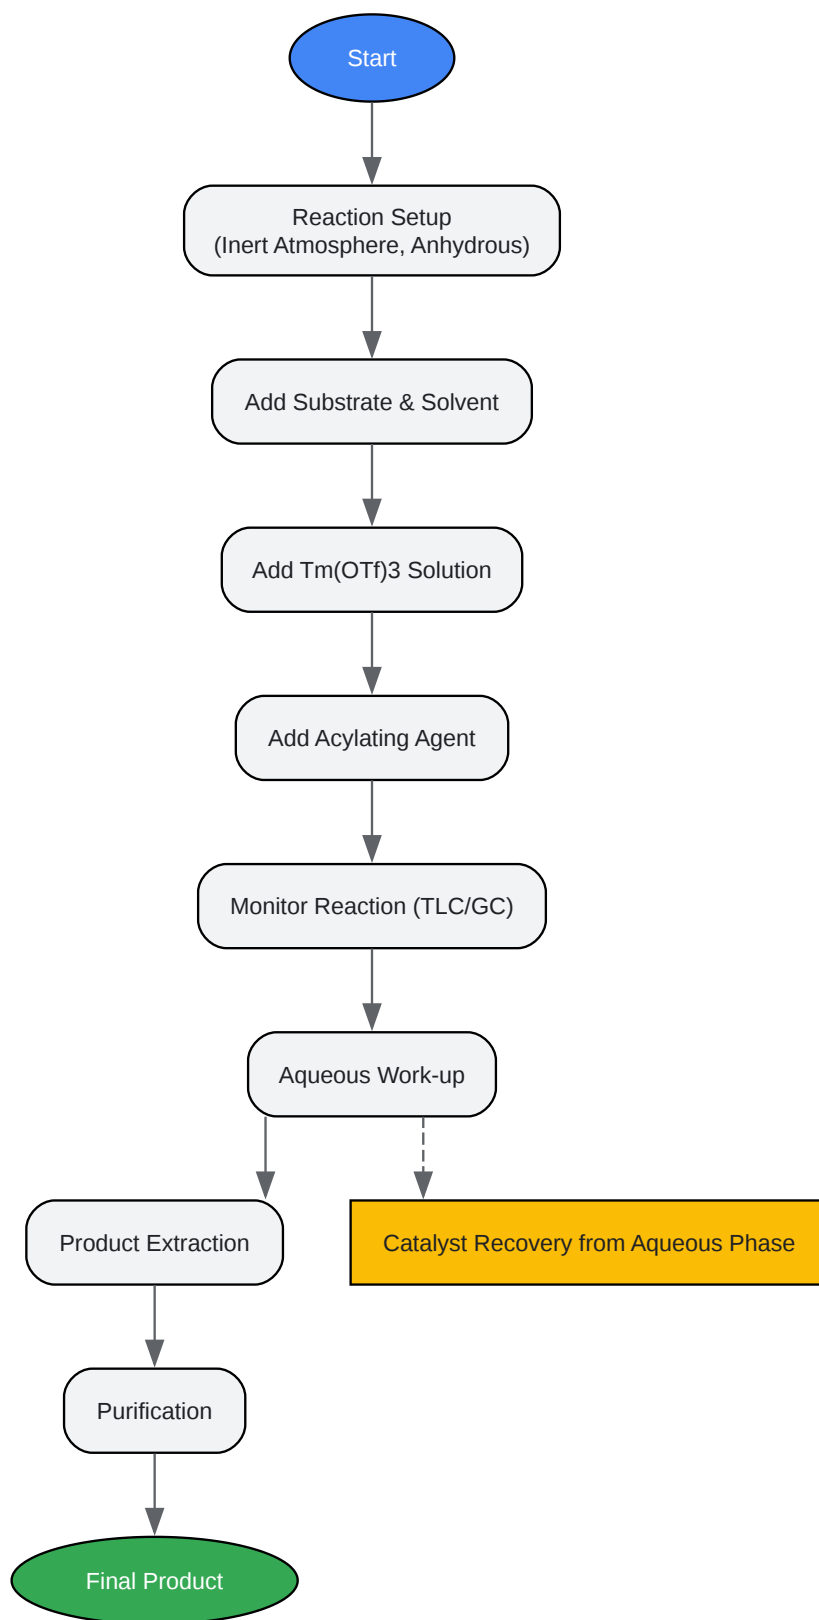 Start
Reaction Setup
(Inert Atmosphere, Anhydrous)
Add Substrate & Solvent
Add Tm(OTf)3 Solution
Add Acylating Agent
Monitor Reaction (TLC/GC)
Aqueous Work-up
Product Extraction
Catalyst Recovery from Aqueous Phase
Purification
Final Product